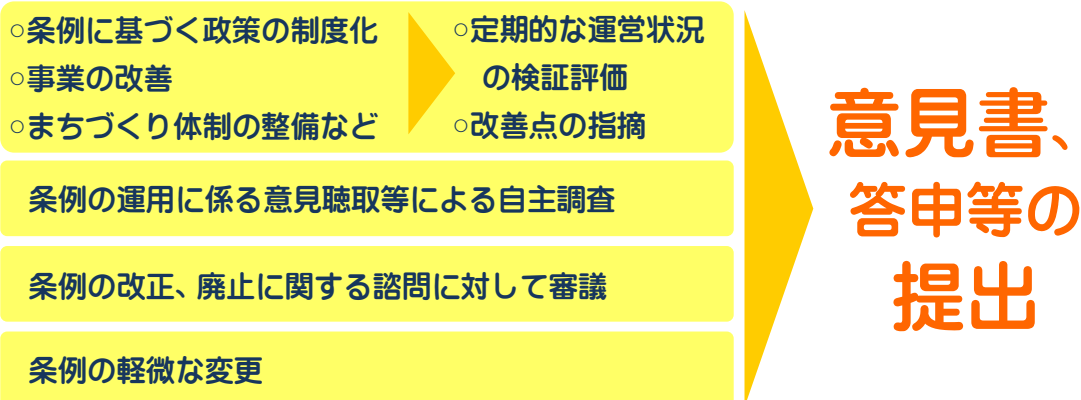 ○条例に基づく政策の制度化
○事業の改善
○まちづくり体制の整備など
○定期的な運営状況
の検証評価
○改善点の指摘
条例の運用に係る意見聴取等による自主調査
条例の改正、廃止に関する諮問に対して審議
条例の軽微な変更
意見書、
答申等の
提出